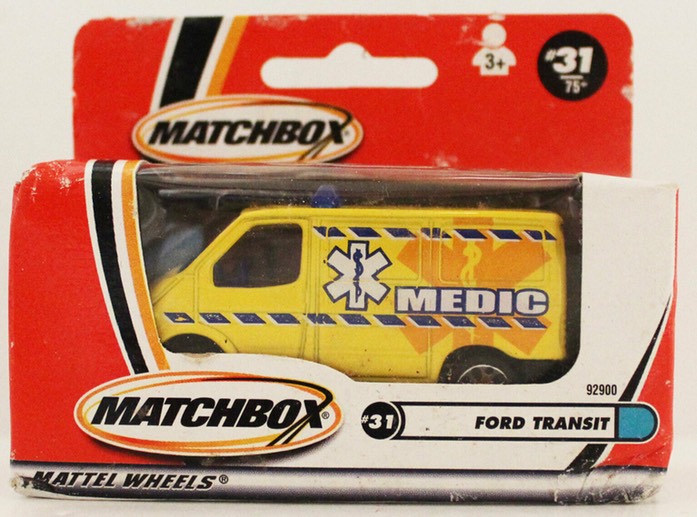 3+
#31
75+
MATCHBOX®
MEDIC
92900
MATCHBOX®
#31
FORD TRANSIT
MATTEL WHEELS®